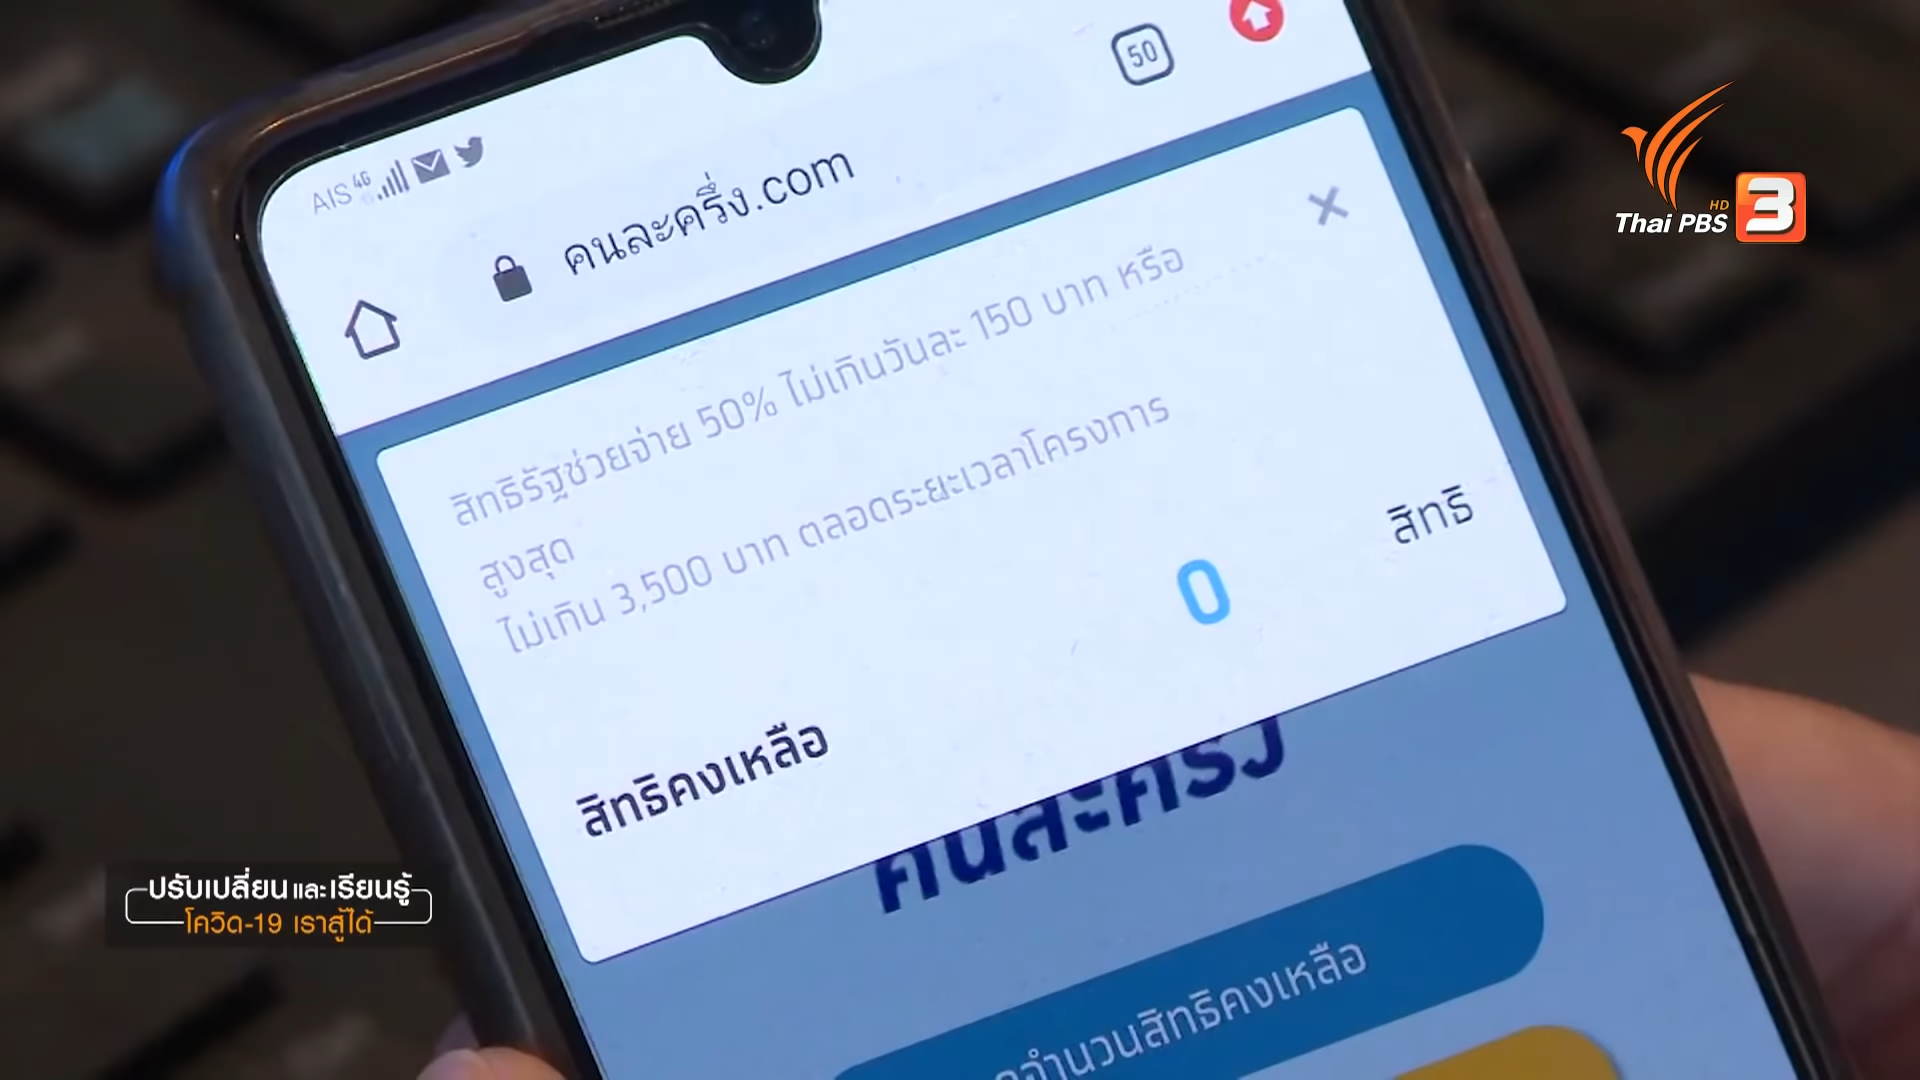 50
AIS 4G
คนละครึ่ง.com
สิทธิรัฐช่วยจ่าย 50% ไม่เกินวันละ 150 บาท หรือ
สูงสุด
ไม่เกิน 3,500 บาท ตลอดระยะเวลาโครงการ
0 สิทธิ
สิทธิคงเหลือ
คนละครึ่ง
จำนวนสิทธิคงเหลือ
HD
Thai PBS 3
ปรับเปลี่ยนและเรียนรู้
โควิด-19 เราสู้ได้